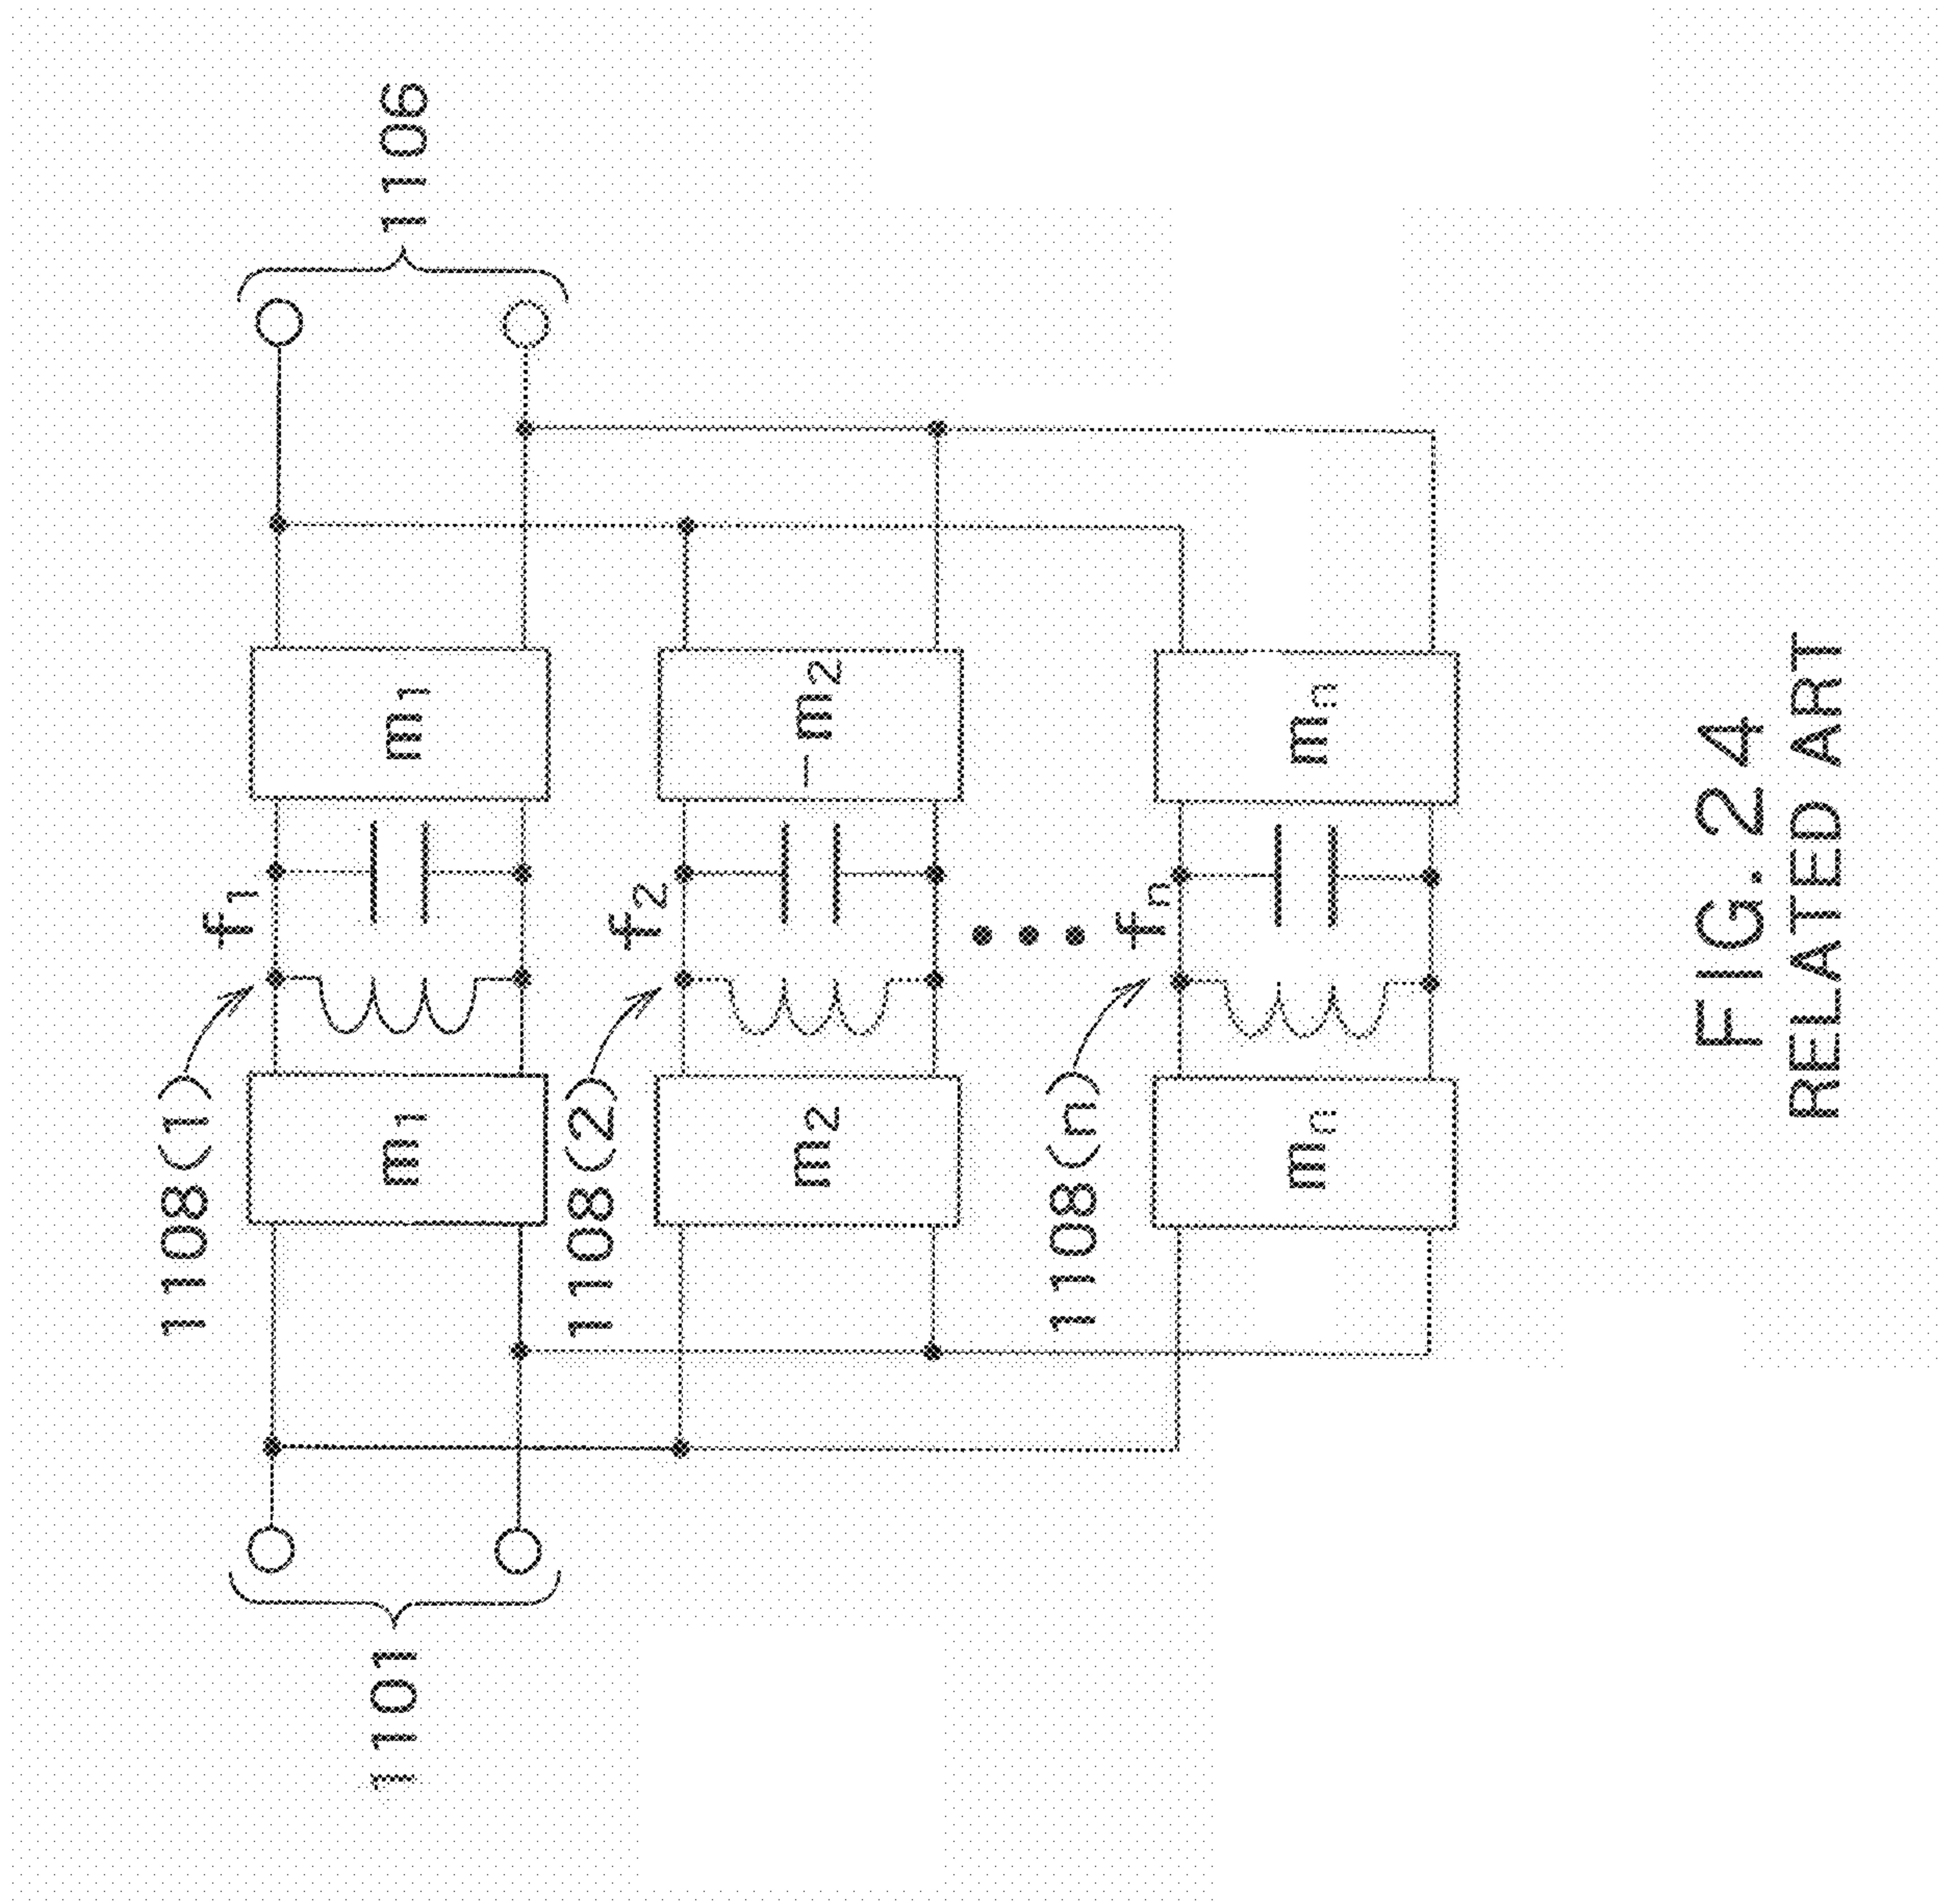 1108(1)
f1
m1
m1
1101
1106
1108(2)
f2
m2
−m2
1108(n)
fn
mn
mn
FIG. 24
RELATED ART